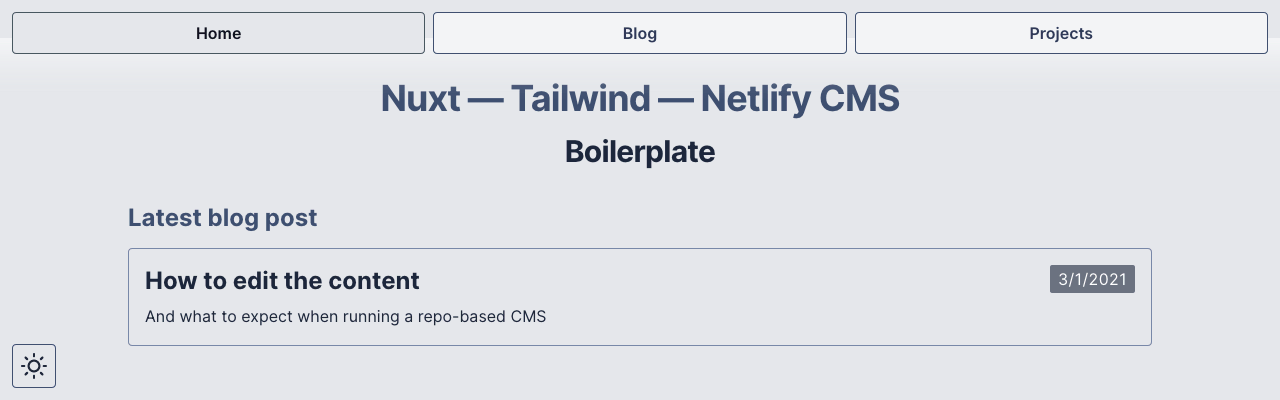 Home
Blog
Projects
Nuxt — Tailwind — Netlify CMS
Boilerplate
Latest blog post
How to edit the content
3/1/2021
And what to expect when running a repo-based CMS